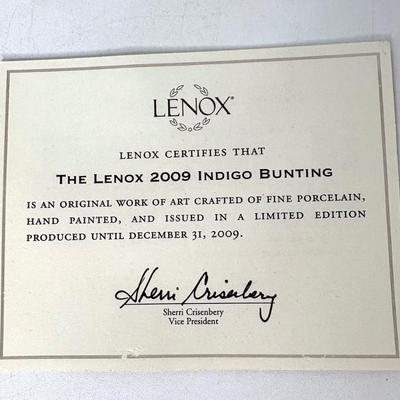 LENOX®
LENOX CERTIFIES THAT
THE LENOX 2009 INDIGO BUNTING
IS AN ORIGINAL WORK OF ART CRAFTED OF FINE PORCELAIN,
HAND PAINTED, AND ISSUED IN A LIMITED EDITION
PRODUCED UNTIL DECEMBER 31, 2009.
Sherri Crisenbery
Sherri Crisenbery
Vice President